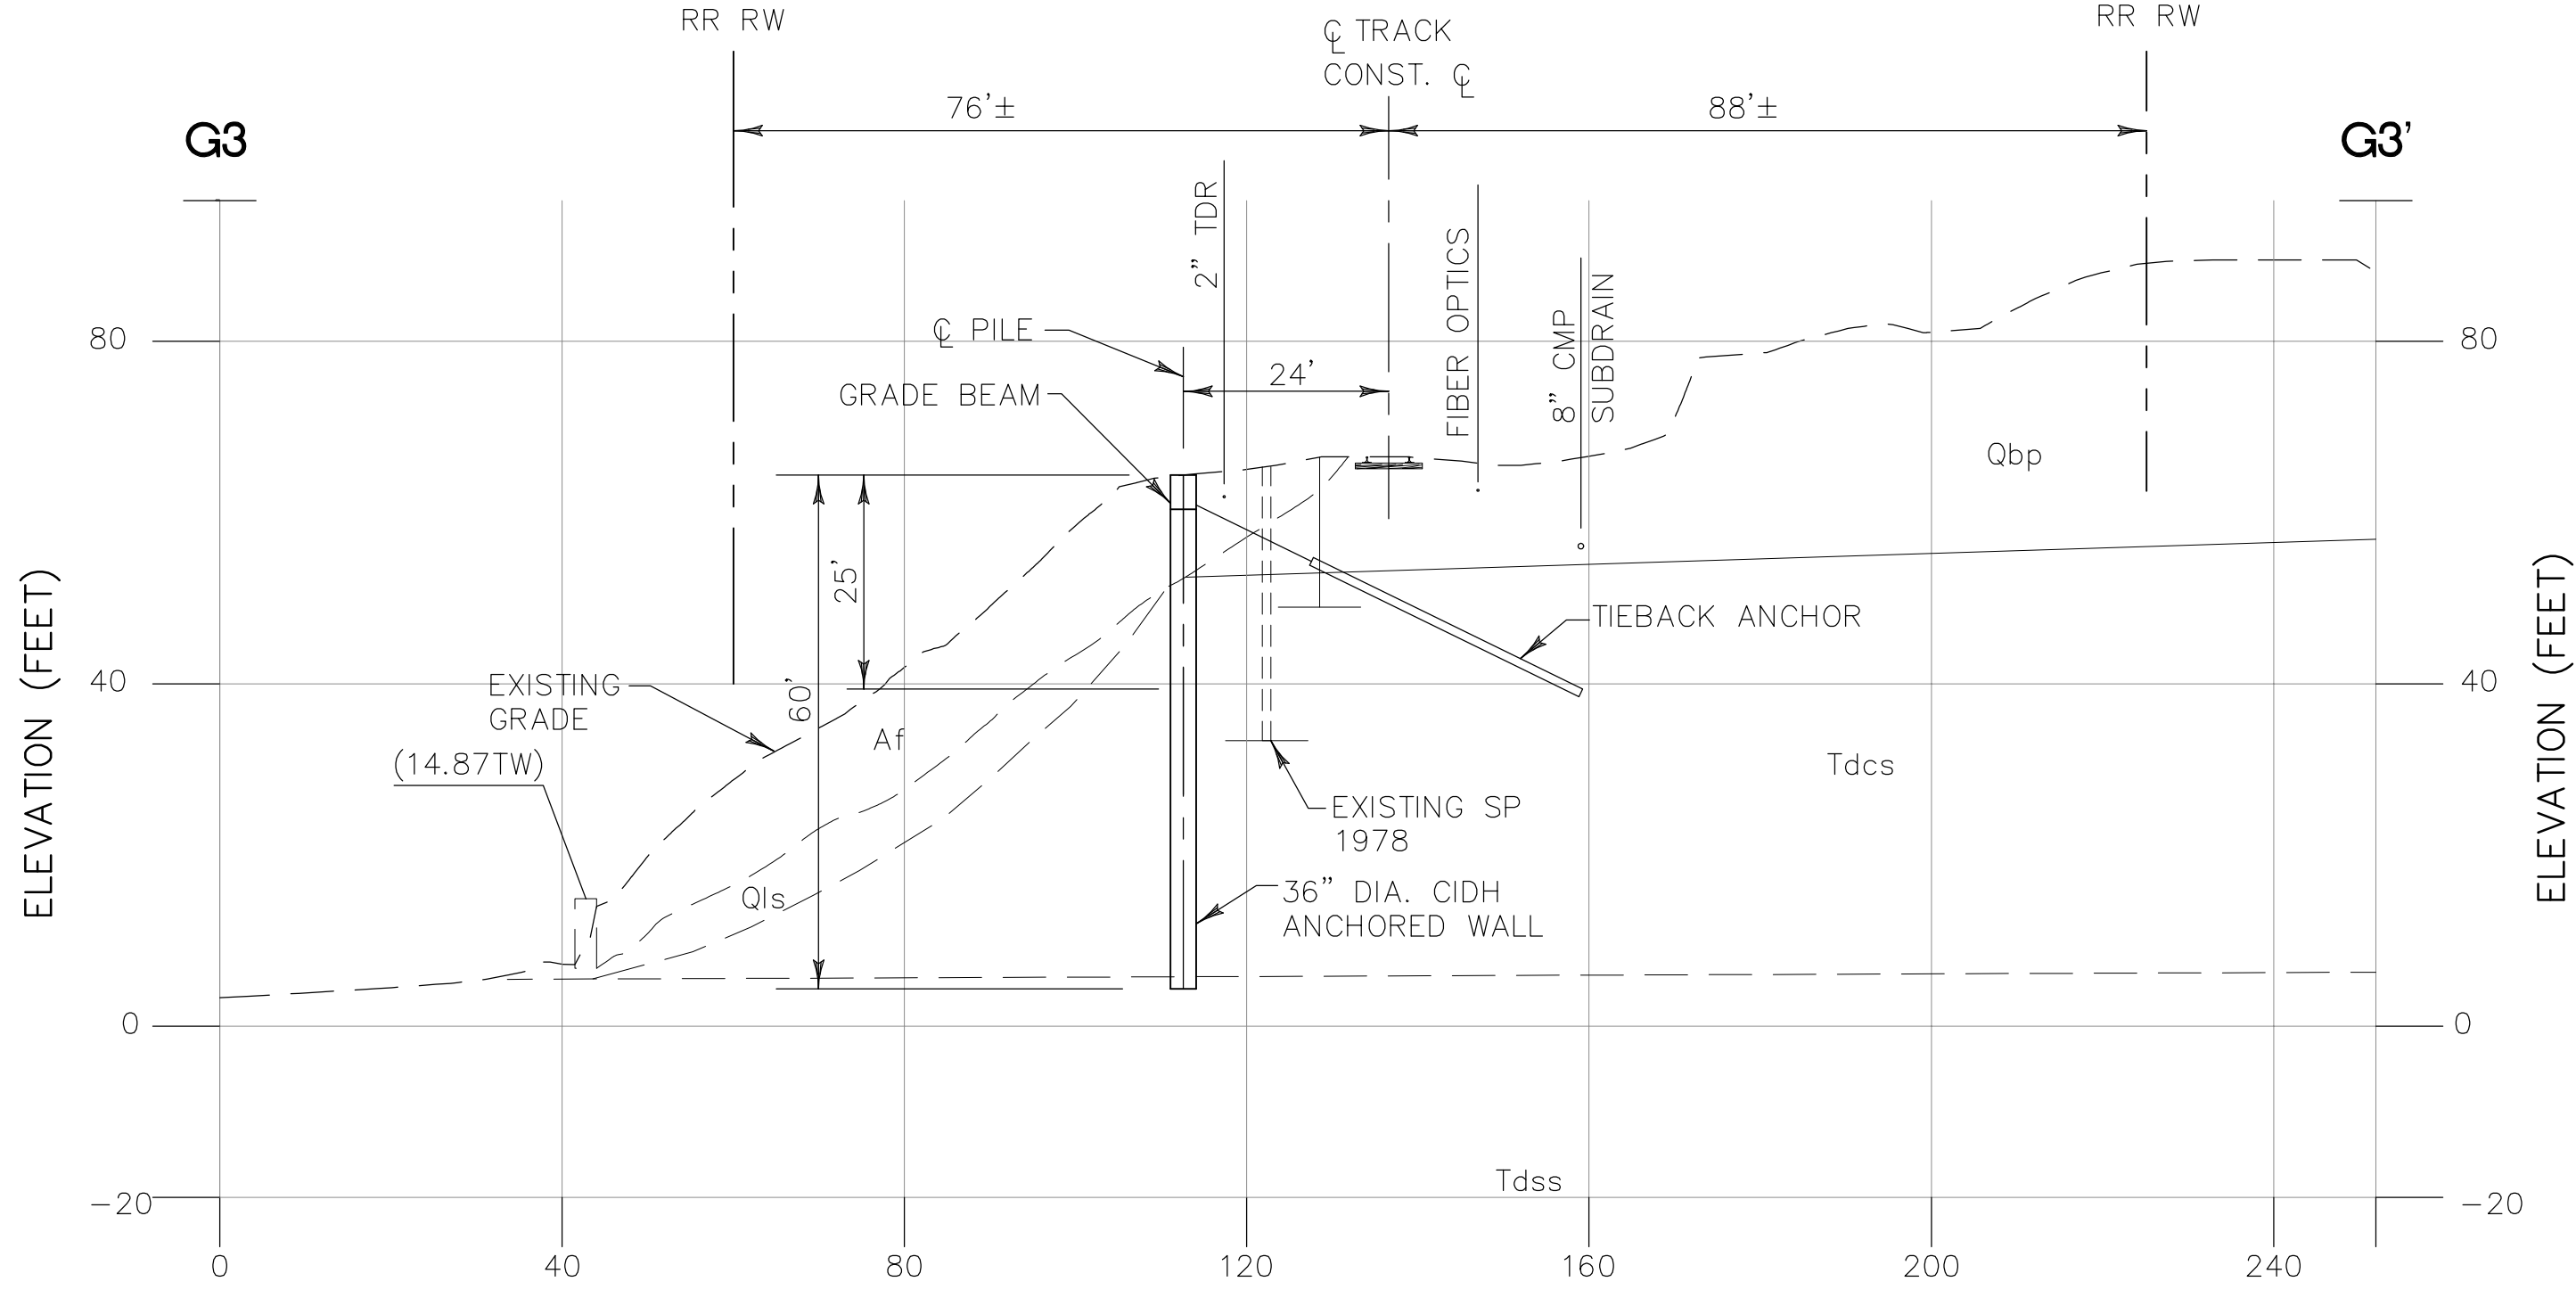 RR RW
℄ TRACK
CONST. ℄
RR RW
76'±
88'±
G3
G3'
2" TDR
FIBER OPTICS
8" CMP
SUBDRAIN
℄ PILE
24'
GRADE BEAM
80
80
Qbp
25'
60'
TIEBACK ANCHOR
EXISTING
GRADE
40
40
(14.87TW)
Af
Tdcs
EXISTING SP
1978
Qls
36" DIA. CIDH
ANCHORED WALL
ELEVATION (FEET)
ELEVATION (FEET)
0
0
Tdss
-20
-20
0
40
80
120
160
200
240